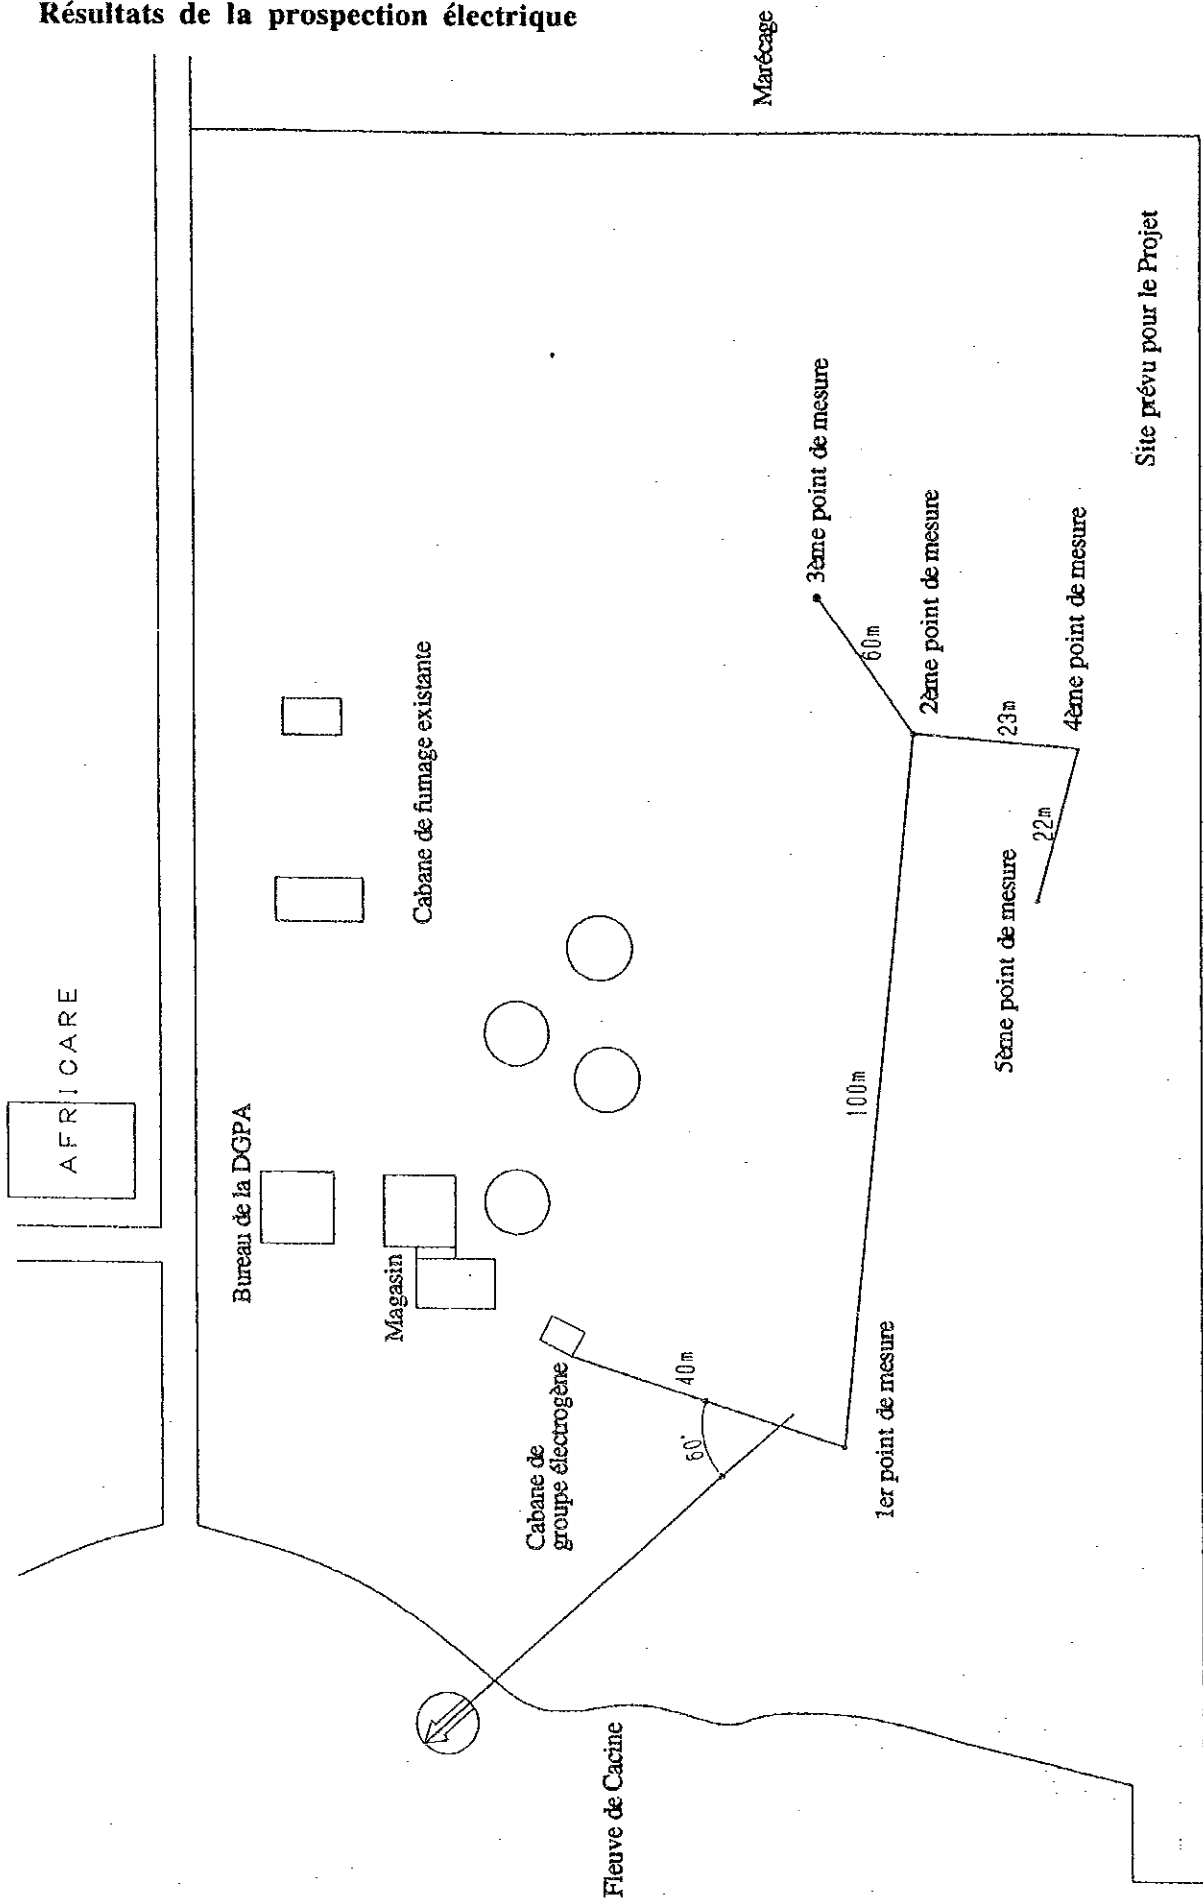 Résultats de la prospection électrique
Marécage
AFRICARE
Bureau de la DGPA
Magasin
Cabane de fumage existante
Cabane de
groupe électrogène
40m
60°
1er point de mesure
100m
3ème point de mesure
60m
2ème point de mesure
23m
4ème point de mesure
22m
5ème point de mesure
Site prévu pour le Projet
Fleuve de Cacine